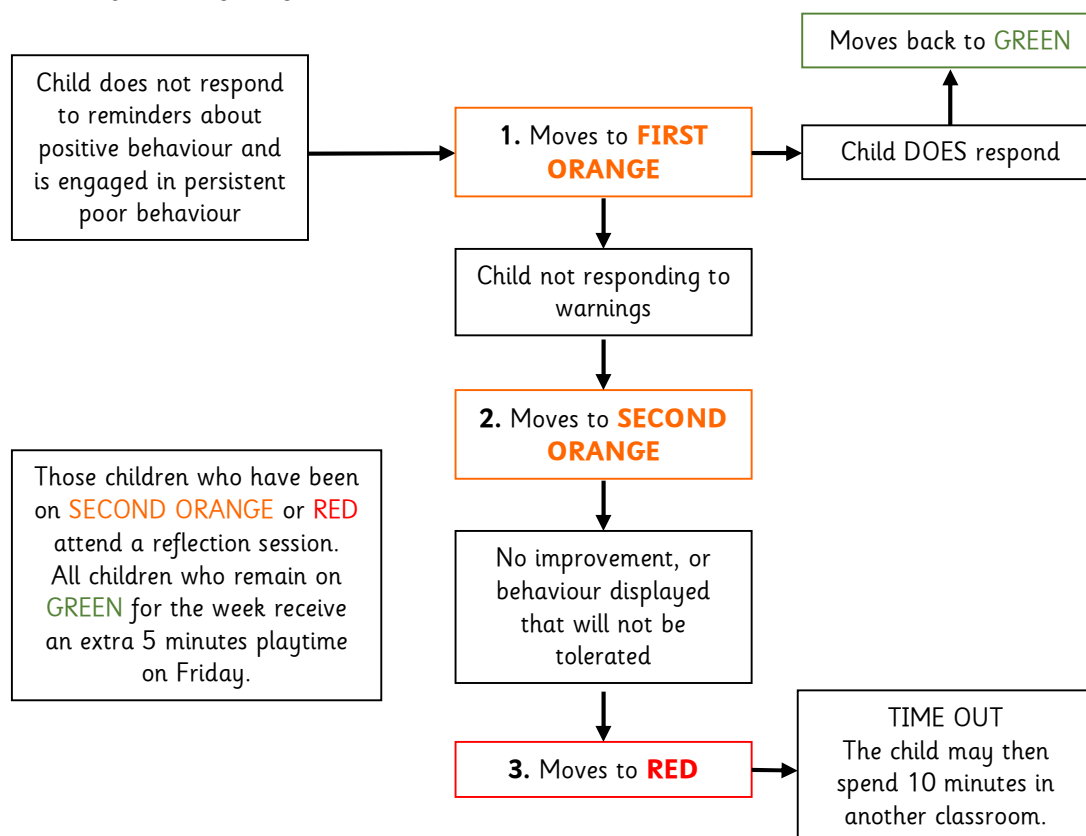 Child does not respond
to reminders about
positive behaviour and
is engaged in persistent
poor behaviour
1. Moves to FIRST
ORANGE
Moves back to GREEN
Child DOES respond
Child not responding to
warnings
2. Moves to SECOND
ORANGE
Those children who have been
on SECOND ORANGE or RED
attend a reflection session.
All children who remain on
GREEN for the week receive
an extra 5 minutes playtime
on Friday.
No improvement, or
behaviour displayed
that will not be
tolerated
3. Moves to RED
TIME OUT
The child may then
spend 10 minutes in
another classroom.